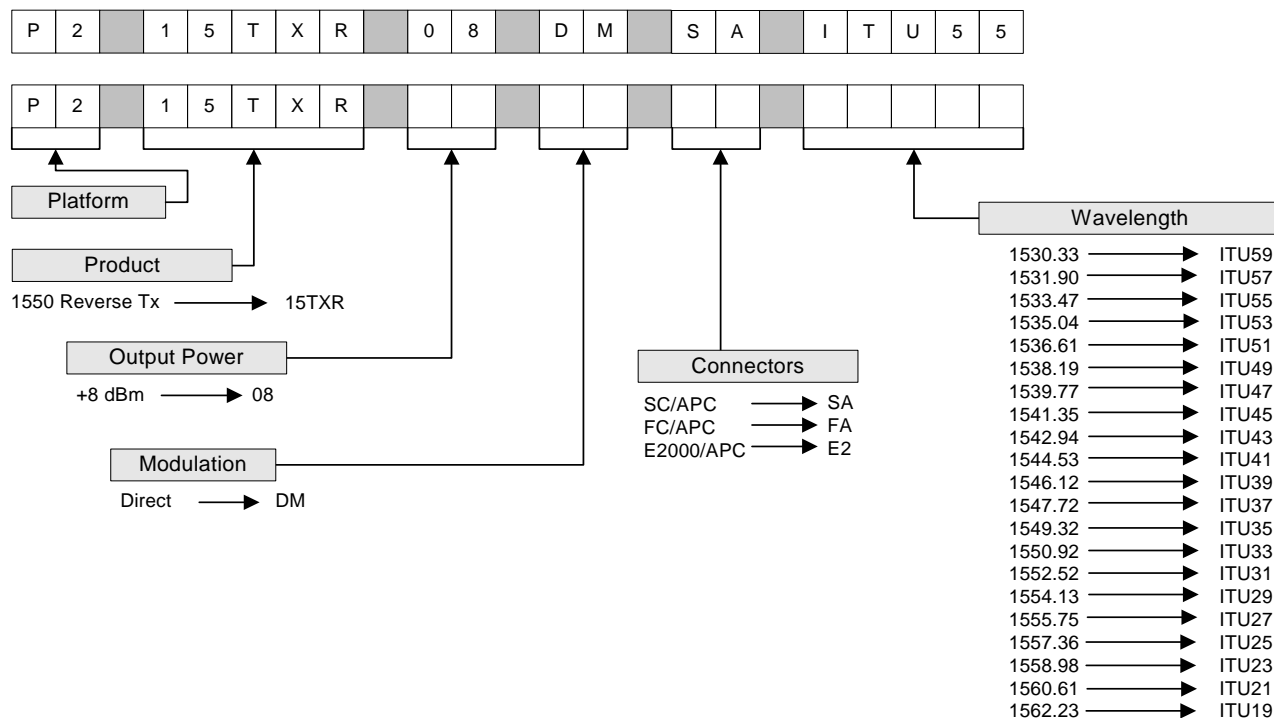 P 2 1 5 T X R 0 8 D M S A I T U 5 5
P 2 1 5 T X R
Platform
Product
1550 Reverse Tx 15TXR
Output Power
+8 dBm 08
Modulation
Direct DM
Connectors
SC/APC SA
FC/APC FA
E2000/APC E2
Wavelength
1530.33 ITU59
1531.90 ITU57
1533.47 ITU55
1535.04 ITU53
1536.61 ITU51
1538.19 ITU49
1539.77 ITU47
1541.35 ITU45
1542.94 ITU43
1544.53 ITU41
1546.12 ITU39
1547.72 ITU37
1549.32 ITU35
1550.92 ITU33
1552.52 ITU31
1554.13 ITU29
1555.75 ITU27
1557.36 ITU25
1558.98 ITU23
1560.61 ITU21
1562.23 ITU19